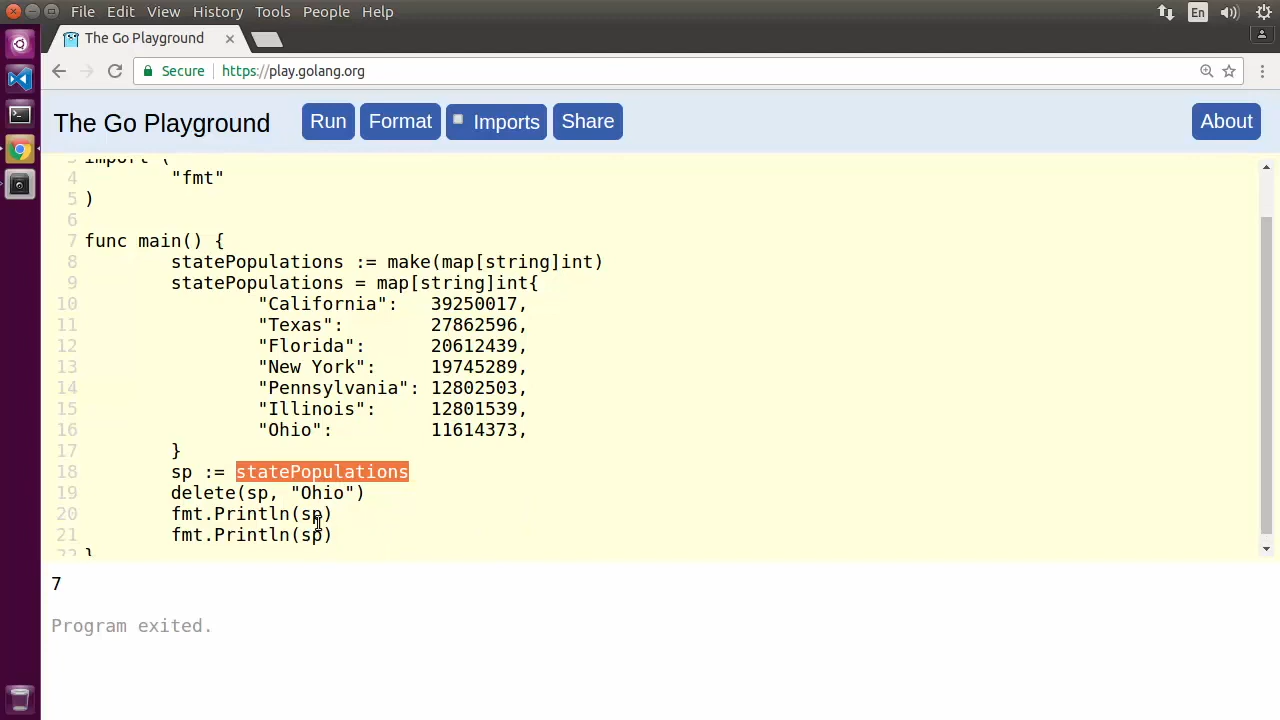 File Edit View History Tools People Help
En
The Go Playground
Secure https://play.golang.org
The Go Playground Run Format Imports Share About
3 import (
4 "fmt"
5 )
6
7 func main() {
8 statePopulations := make(map[string]int)
9 statePopulations = map[string]int{
10 "California": 39250017,
11 "Texas": 27862596,
12 "Florida": 20612439,
13 "New York": 19745289,
14 "Pennsylvania": 12802503,
15 "Illinois": 12801539,
16 "Ohio": 11614373,
17 }
18 sp := statePopulations
19 delete(sp, "Ohio")
20 fmt.Println(sp)
21 fmt.Println(sp)
22 }
7
Program exited.